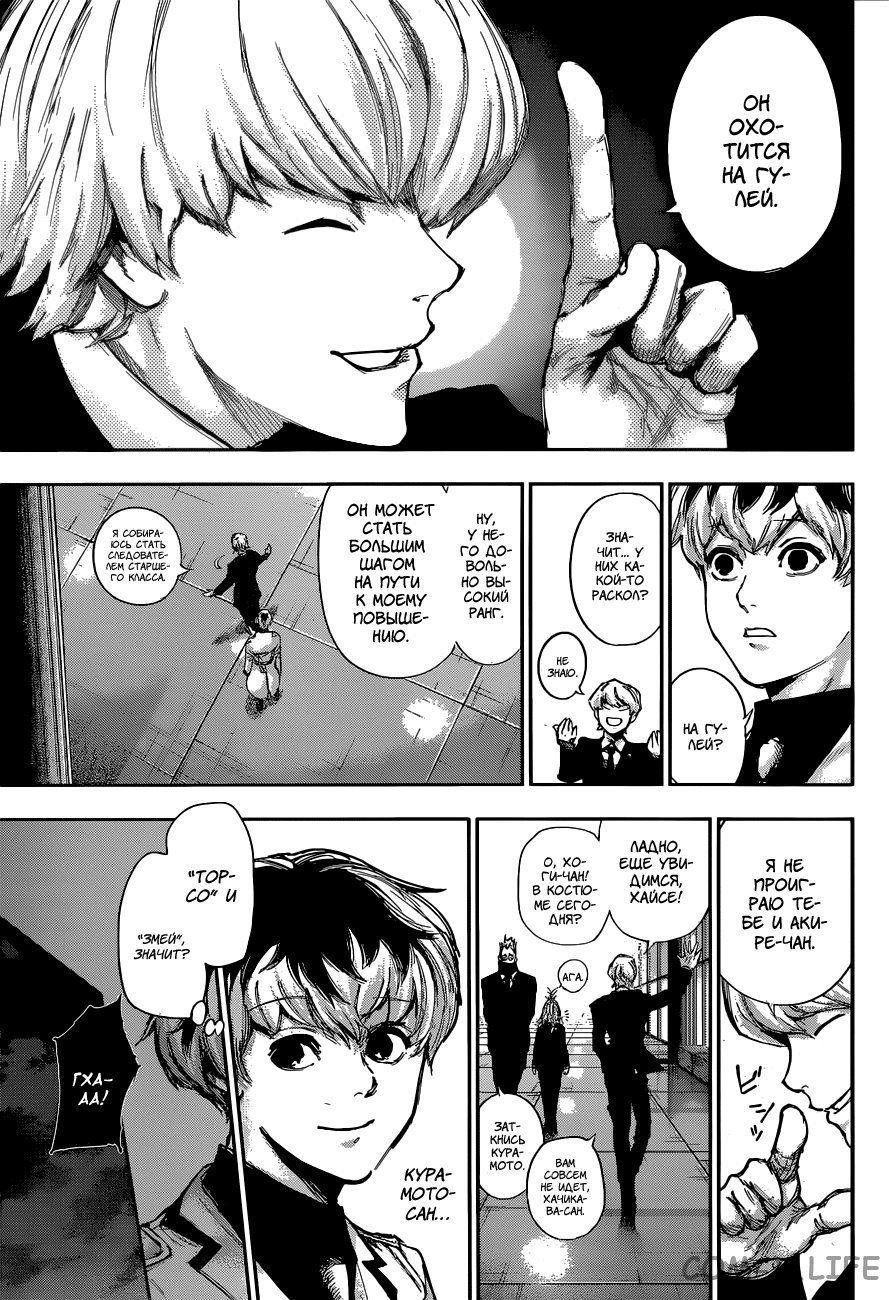 ОН
ОХО-
ТИТСЯ
НА ГУ-
ЛЕЙ.
НА ГУ-
ЛЕЙ?
ЗНА-
ЧИТ... У
НИХ КА-
КОЙ-ТО
РАСКОЛ?
НЕ
ЗНАЮ.
НУ,
У НЕ-
ГО ДО-
ВОЛЬ-
НО ВЫ-
СОКИЙ
РАНГ.
ОН МОЖЕТ
СТАТЬ
БОЛЬШИМ
ШАГОМ
НА ПУТИ
К МОЕМУ
ПОВЫШЕ-
НИЮ.
Я СОБИРА-
ЮСЬ СТАТЬ
СЛЕДОВАТЕ-
ЛЕМ СТАРШЕ-
ГО КЛАССА.
Я НЕ
ПРОИГ-
РАЮ ТЕ-
БЕ И АКИ-
РЕ-ЧАН.
ビッ
ЛАДНО,
ЕЩЕ УВИ-
ДИМСЯ,
ХАЙСЕ!
О, ХО-
ГИ-ЧАН!
В КОСТЮ-
МЕ СЕГО-
ДНЯ?
АГА.
ЗАТ-
КНИСЬ
КУРА-
МОТО.
ВАМ
СОВСЕМ
НЕ ИДЕТ,
ХАЧИКА-
ВА-САН.
КУРА-
МОТО-
САН...
"ТОР-
СО" И
"ЗМЕЙ",
ЗНАЧИТ?
ГХА-
АА!